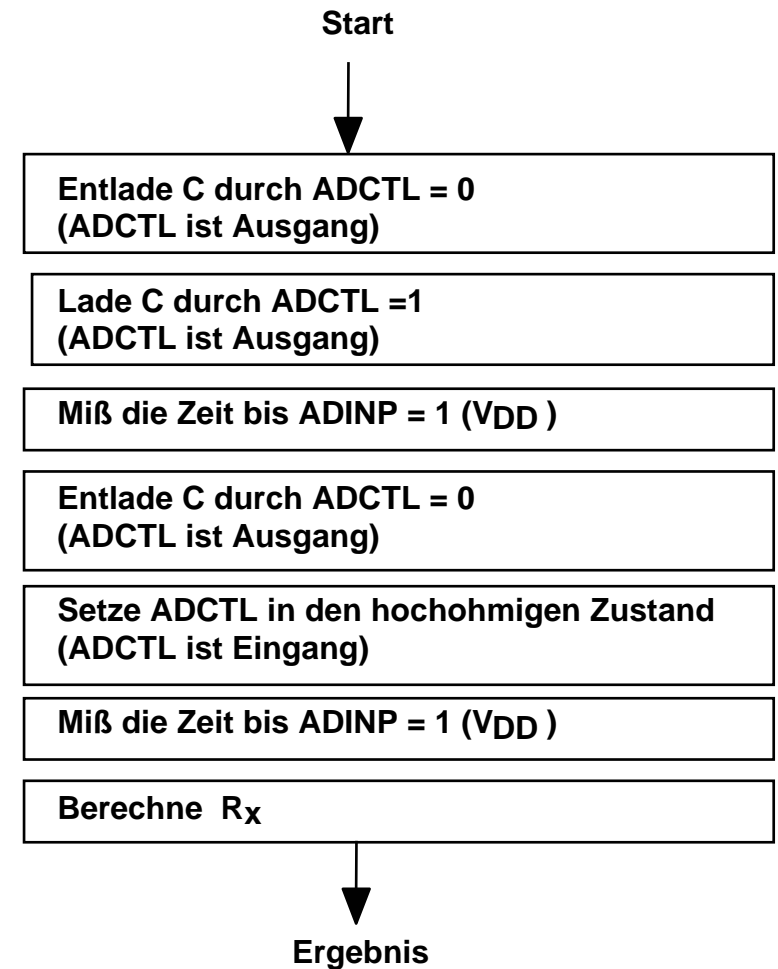 Start
Entlade C durch ADCTL = 0
(ADCTL ist Ausgang)
Lade C durch ADCTL =1
(ADCTL ist Ausgang)
Miß die Zeit bis ADINP = 1 (VDD )
Entlade C durch ADCTL = 0
(ADCTL ist Ausgang)
Setze ADCTL in den hochohmigen Zustand
(ADCTL ist Eingang)
Miß die Zeit bis ADINP = 1 (VDD )
Berechne Rx
Ergebnis